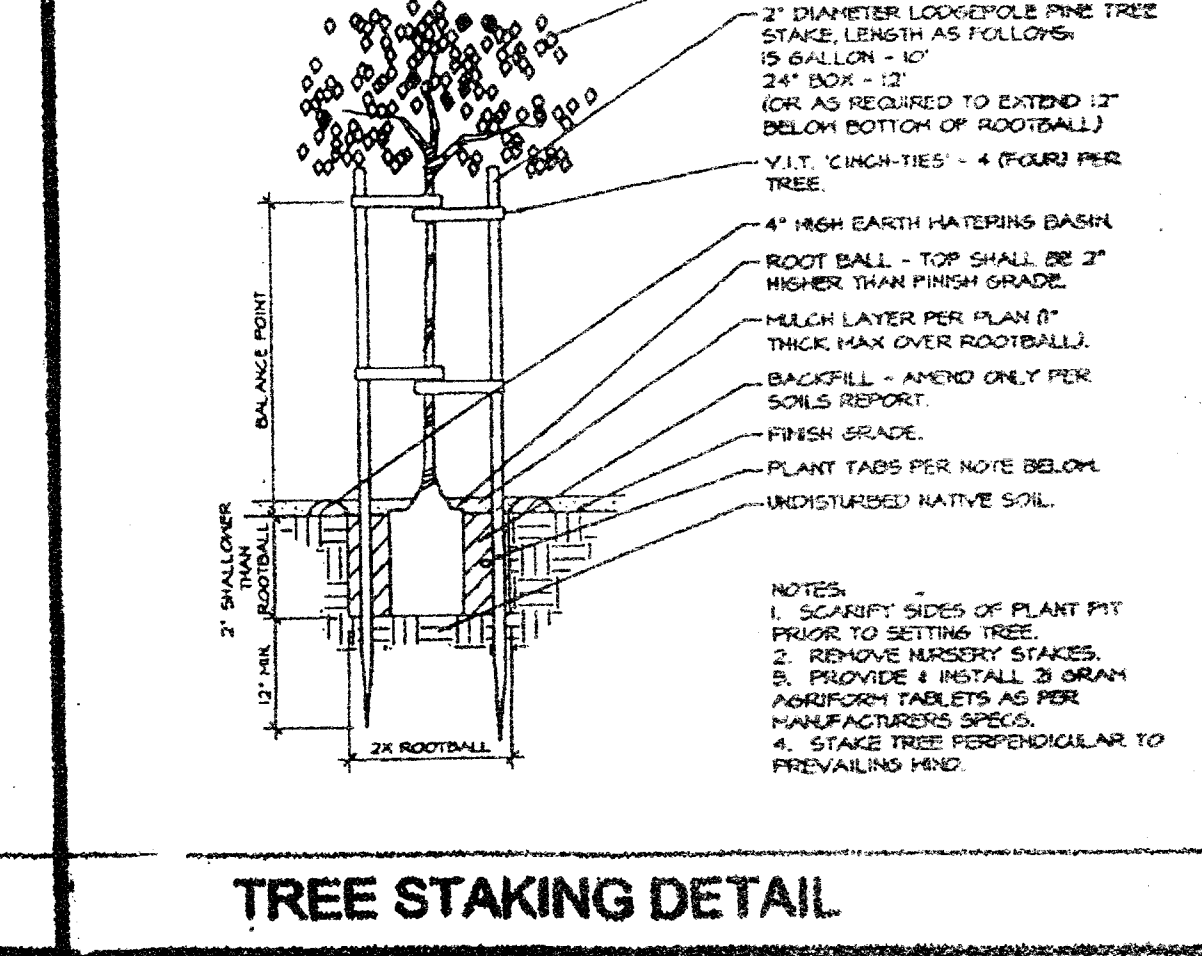 2" DIAMETER LODGEPOLE PINE TREE
STAKE, LENGTH AS FOLLOWS:
15 GALLON - 10'
24" BOX - 12'
(OR AS REQUIRED TO EXTEND 12"
BELOW BOTTOM OF ROOTBALL)
V.I.T. 'CINCH-TIES' - 4 (FOUR) PER
TREE.
4" HIGH EARTH WATERING BASIN.
ROOT BALL - TOP SHALL BE 2"
HIGHER THAN FINISH GRADE.
MULCH LAYER PER PLAN (1"
THICK, MAX OVER ROOTBALL).
BACKFILL - AMEND ONLY PER
SOILS REPORT.
FINISH GRADE.
PLANT TABS PER NOTE BELOW.
UNDISTURBED NATIVE SOIL.
BALANCE POINT
2" SHALLOWER
THAN
ROOTBALL
12" MIN.
2X ROOTBALL
NOTES:
1. SCARIFY SIDES OF PLANT PIT
PRIOR TO SETTING TREE.
2. REMOVE NURSERY STAKES.
3. PROVIDE & INSTALL 21 GRAM
AGRIFORM TABLETS AS PER
MANUFACTURERS SPECS.
4. STAKE TREE PERPENDICULAR TO
PREVAILING WIND.
TREE STAKING DETAIL